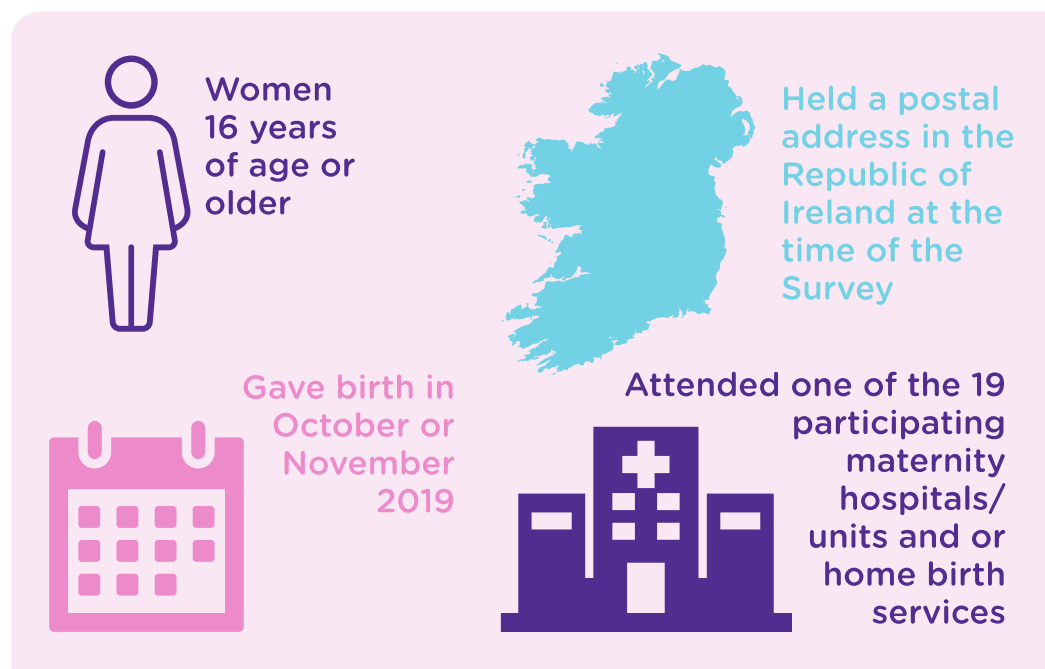 Women
16 years
of age or
older
Held a postal
address in the
Republic of
Ireland at the
time of the
Survey
Gave birth in
October or
November
2019
Attended one of the 19
participating
maternity
hospitals/
units and or
home birth
services